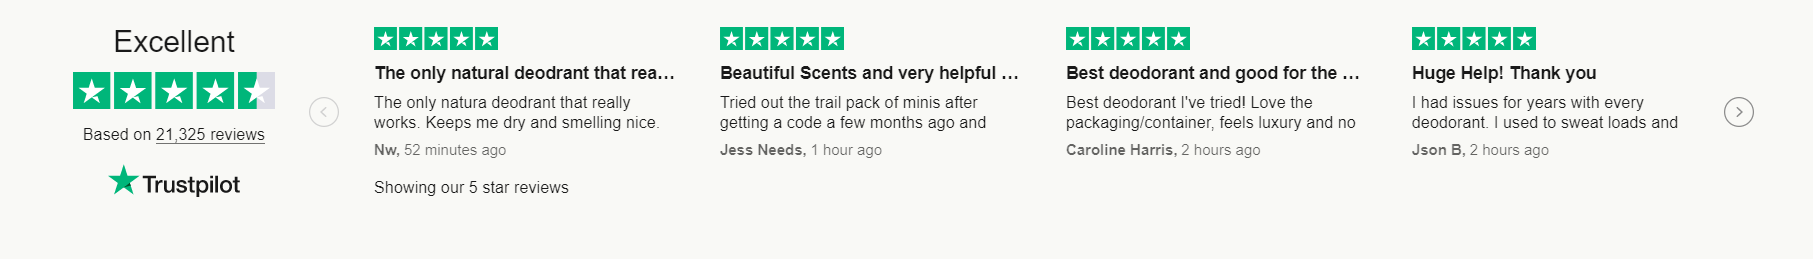 Excellent
Based on 21,325 reviews
Trustpilot
The only natural deodrant that rea...
The only natura deodrant that really
works. Keeps me dry and smelling nice.
Nw, 52 minutes ago
Beautiful Scents and very helpful ...
Tried out the trail pack of minis after
getting a code a few months ago and
Jess Needs, 1 hour ago
Best deodorant and good for the ...
Best deodorant I've tried! Love the
packaging/container, feels luxury and no
Caroline Harris, 2 hours ago
Huge Help! Thank you
I had issues for years with every
deodorant. I used to sweat loads and
Json B, 2 hours ago
Showing our 5 star reviews